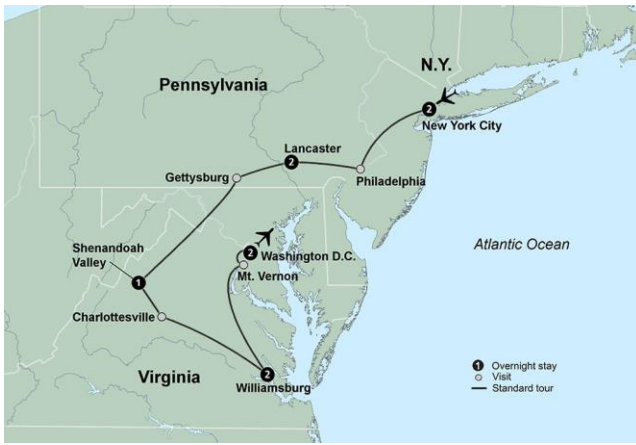 Pennsylvania
N.Y.
2
New York City
Lancaster
2
Gettysburg
Philadelphia
Shenandoah
Valley
1
2
Washington D.C.
Mt. Vernon
Atlantic Ocean
Charlottesville
Virginia
2
Williamsburg
1 Overnight stay
Visit
Standard tour